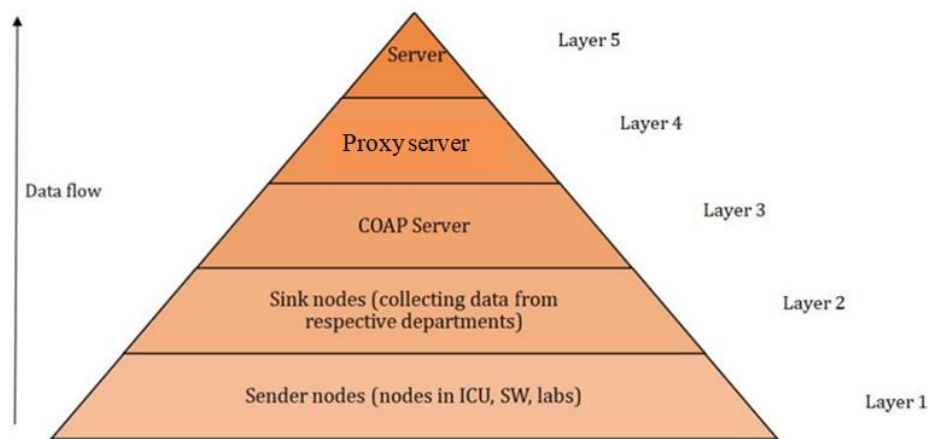 Server
Layer 5
Proxy server
Layer 4
Data flow
COAP Server
Layer 3
Sink nodes (collecting data from
respective departments)
Layer 2
Sender nodes (nodes in ICU, SW, labs)
Layer 1